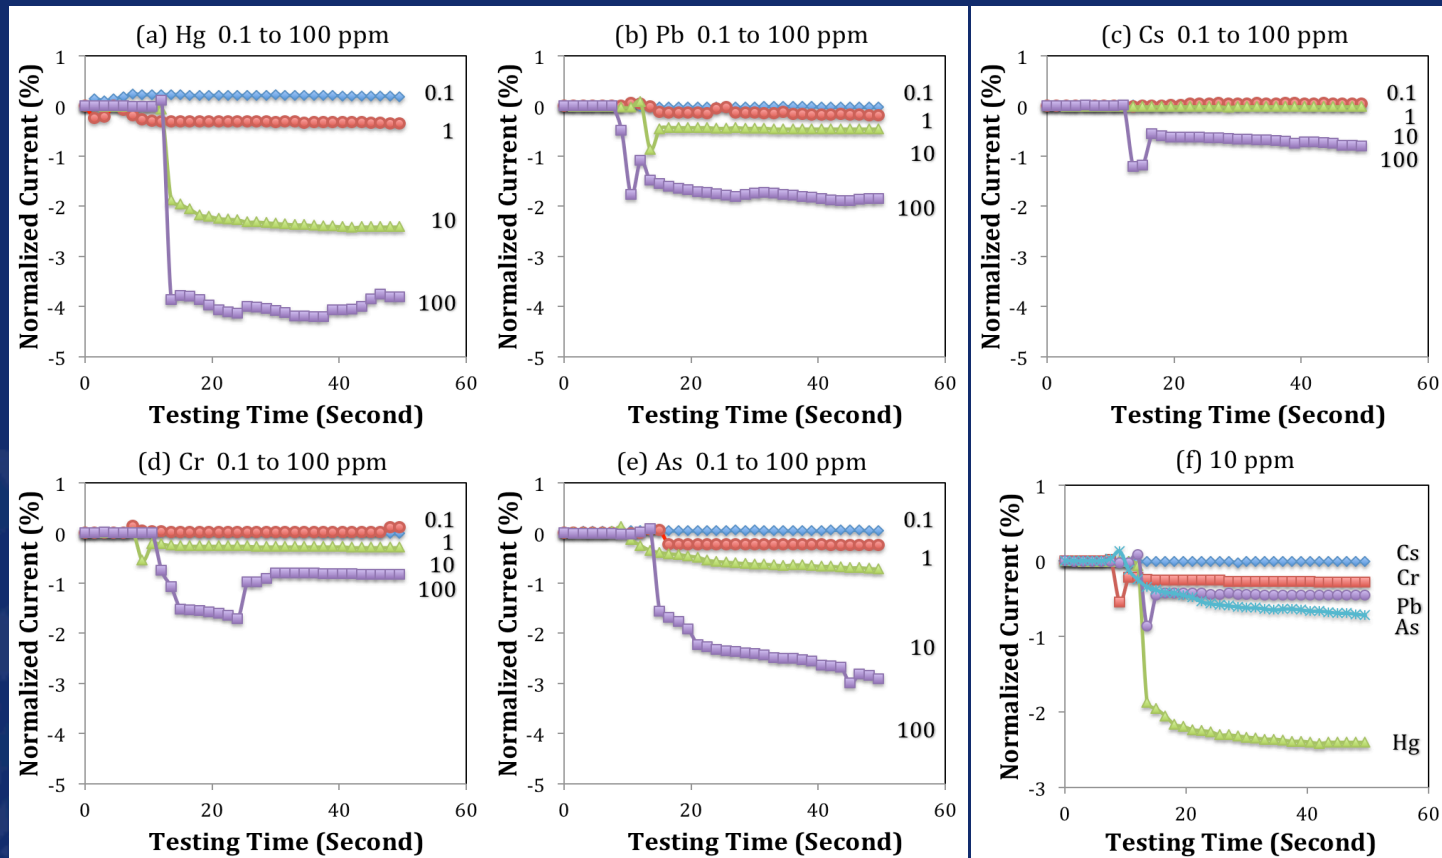 (a) Hg 0.1 to 100 ppm
Normalized Current (%)
1
0
-1
-2
-3
-4
-5
0.1
1
10
100
0 20 40 60
Testing Time (Second)
(b) Pb 0.1 to 100 ppm
Normalized Current (%)
1
0
-1
-2
-3
-4
-5
0.1
1
10
100
0 20 40 60
Testing Time (Second)
(c) Cs 0.1 to 100 ppm
Normalized Current (%)
1
0
-1
-2
-3
-4
-5
0.1
1
10
100
0 20 40 60
Testing Time (Second)
(d) Cr 0.1 to 100 ppm
Normalized Current (%)
1
0
-1
-2
-3
-4
-5
0.1
1
10
100
0 20 40 60
Testing Time (Second)
(e) As 0.1 to 100 ppm
Normalized Current (%)
1
0
-1
-2
-3
-4
-5
0.1
1
10
100
0 20 40 60
Testing Time (Second)
(f) 10 ppm
Normalized Current (%)
1
0
-1
-2
-3
Cs
Cr
Pb
As
Hg
0 20 40 60
Testing Time (Second)